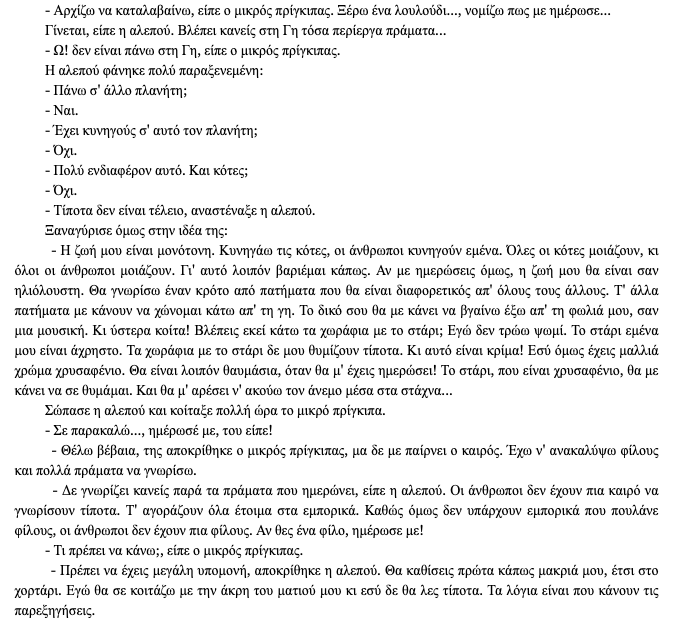 - Αρχίζω να καταλαβαίνω, είπε ο μικρός πρίγκιπας. Ξέρω ένα λουλούδι..., νομίζω πως με ημέρωσε...
Γίνεται, είπε η αλεπού. Βλέπει κανείς στη Γη τόσα περίεργα πράματα...
- Ω! δεν είναι πάνω στη Γη, είπε ο μικρός πρίγκιπας.
Η αλεπού φάνηκε πολύ παραξενεμένη:
- Πάνω σ' άλλο πλανήτη;
- Ναι.
- Έχει κυνηγούς σ' αυτό τον πλανήτη;
- Όχι.
- Πολύ ενδιαφέρον αυτό. Και κότες;
- Όχι.
- Τίποτα δεν είναι τέλειο, αναστέναξε η αλεπού.
Ξαναγύρισε όμως στην ιδέα της:
- Η ζωή μου είναι μονότονη. Κυνηγάω τις κότες, οι άνθρωποι κυνηγούν εμένα. Όλες οι κότες μοιάζουν, κι
όλοι οι άνθρωποι μοιάζουν. Γι' αυτό λοιπόν βαριέμαι κάπως. Αν με ημερώσεις όμως, η ζωή μου θα είναι σαν
ηλιόλουστη. Θα γνωρίσω έναν κρότο από πατήματα που θα είναι διαφορετικός απ' όλους τους άλλους. Τ' άλλα
πατήματα με κάνουν να χώνομαι κάτω απ' τη γη. Το δικό σου θα με κάνει να βγαίνω έξω απ' τη φωλιά μου, σαν
μια μουσική. Κι ύστερα κοίτα! Βλέπεις εκεί κάτω τα χωράφια με το στάρι; Εγώ δεν τρώω ψωμί. Το στάρι εμένα
μου είναι άχρηστο. Τα χωράφια με το στάρι δε μου θυμίζουν τίποτα. Κι αυτό είναι κρίμα! Εσύ όμως έχεις μαλλιά
χρώμα χρυσαφένιο. Θα είναι λοιπόν θαυμάσια, όταν θα μ' έχεις ημερώσει! Το στάρι, που είναι χρυσαφένιο, θα με
κάνει να σε θυμάμαι. Και θα μ' αρέσει ν' ακούω τον άνεμο μέσα στα στάχνα...
Σώπασε η αλεπού και κοίταξε πολλή ώρα το μικρό πρίγκιπα.
- Σε παρακαλώ..., ημέρωσέ με, του είπε!
- Θέλω βέβαια, της αποκρίθηκε ο μικρός πρίγκιπας, μα δε με παίρνει ο καιρός. Έχω ν' ανακαλύψω φίλους
και πολλά πράματα να γνωρίσω.
- Δε γνωρίζει κανείς παρά τα πράματα που ημερώνει, είπε η αλεπού. Οι άνθρωποι δεν έχουν πια καιρό να
γνωρίσουν τίποτα. Τ' αγοράζουν όλα έτοιμα στα εμπορικά. Καθώς όμως δεν υπάρχουν εμπορικά που πουλάνε
φίλους, οι άνθρωποι δεν έχουν πια φίλους. Αν θες ένα φίλο, ημέρωσε με!
- Τι πρέπει να κάνω;, είπε ο μικρός πρίγκιπας.
- Πρέπει να έχεις μεγάλη υπομονή, αποκρίθηκε η αλεπού. Θα καθίσεις πρώτα κάπως μακριά μου, έτσι στο
χορτάρι. Εγώ θα σε κοιτάζω με την άκρη του ματιού μου κι εσύ δε θα λες τίποτα. Τα λόγια είναι που κάνουν τις
παρεξηγήσεις.